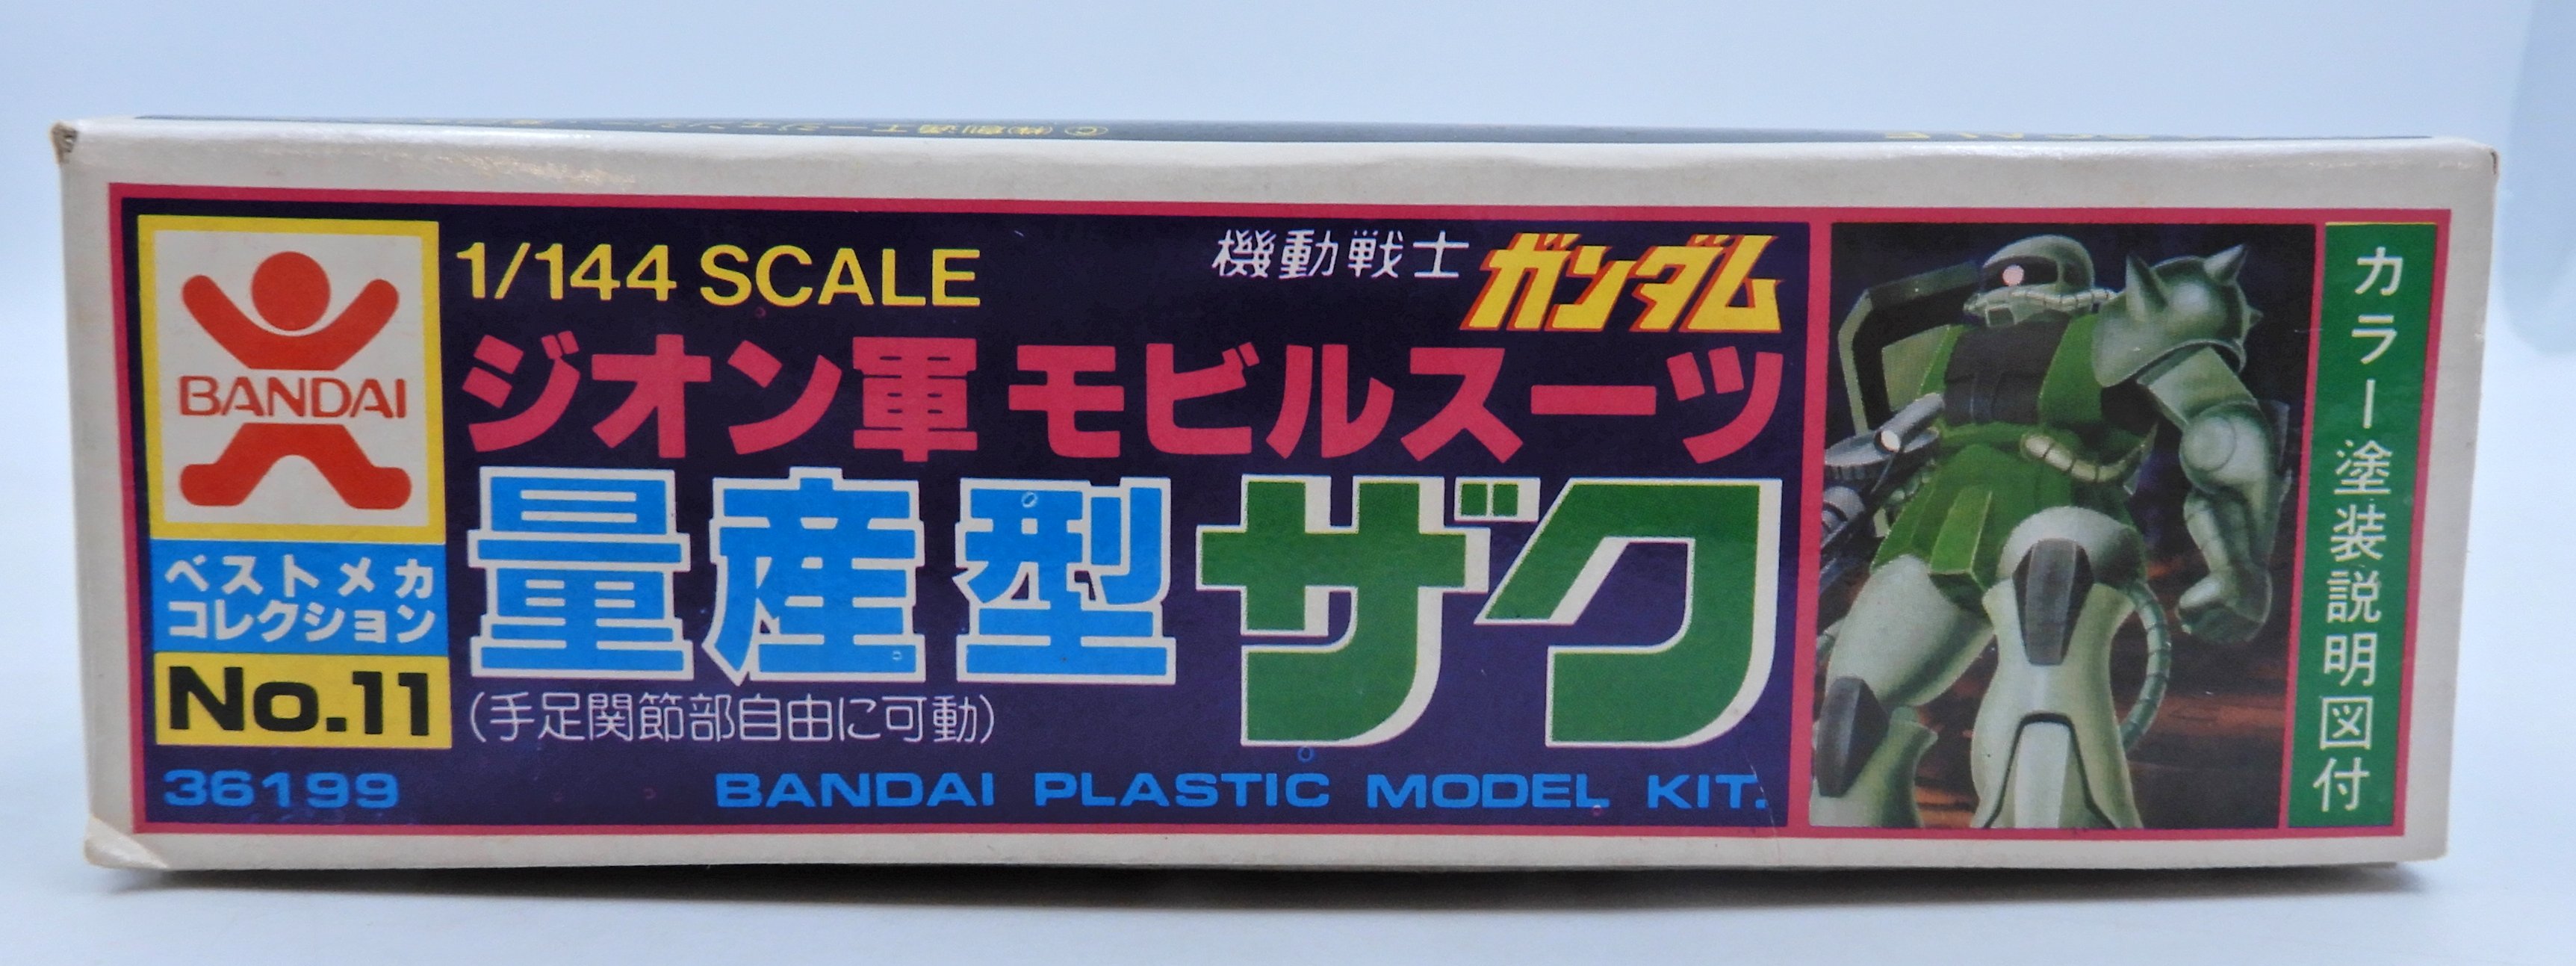 BANDAI
ベストメカ
コレクション
No.11
36199
1/144 SCALE
機動戦士 ガンダム
ジオン軍 モビルスーツ
量産型ザク
(手足関節部自由に可動)
BANDAI PLASTIC MODEL KIT.
カラー塗装説明図付